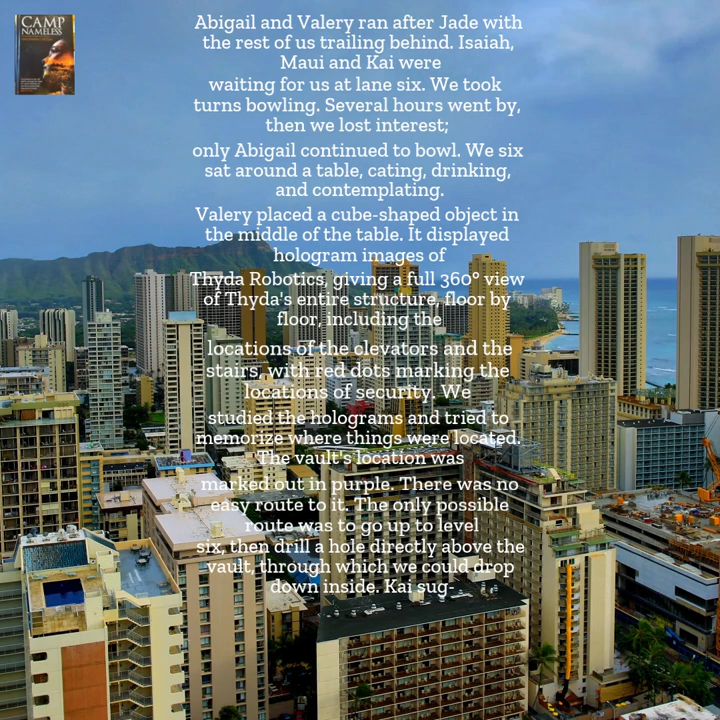 CAMP
NAMELESS
Abigail and Valery ran after Jade with
the rest of us trailing behind. Isaiah,
Maui and Kai were
waiting for us at lane six. We took
turns bowling. Several hours went by,
then we lost interest;
only Abigail continued to bowl. We six
sat around a table, cating, drinking,
and contemplating.
Valery placed a cube-shaped object in
the middle of the table. It displayed
hologram images of
Thyda Robotics, giving a full 360° view
of Thyda's entire structure, floor by
floor, including the
locations of the clevators and the
stairs, with red dots marking the
locations of security. We
studied the holograms and tried to
memorize where things were located.
The vault's location was
marked out in purple. There was no
easy route to it. The only possible
route was to go up to level
six, then drill a hole directly above the
vault, through which we could drop
down inside. Kai sug-